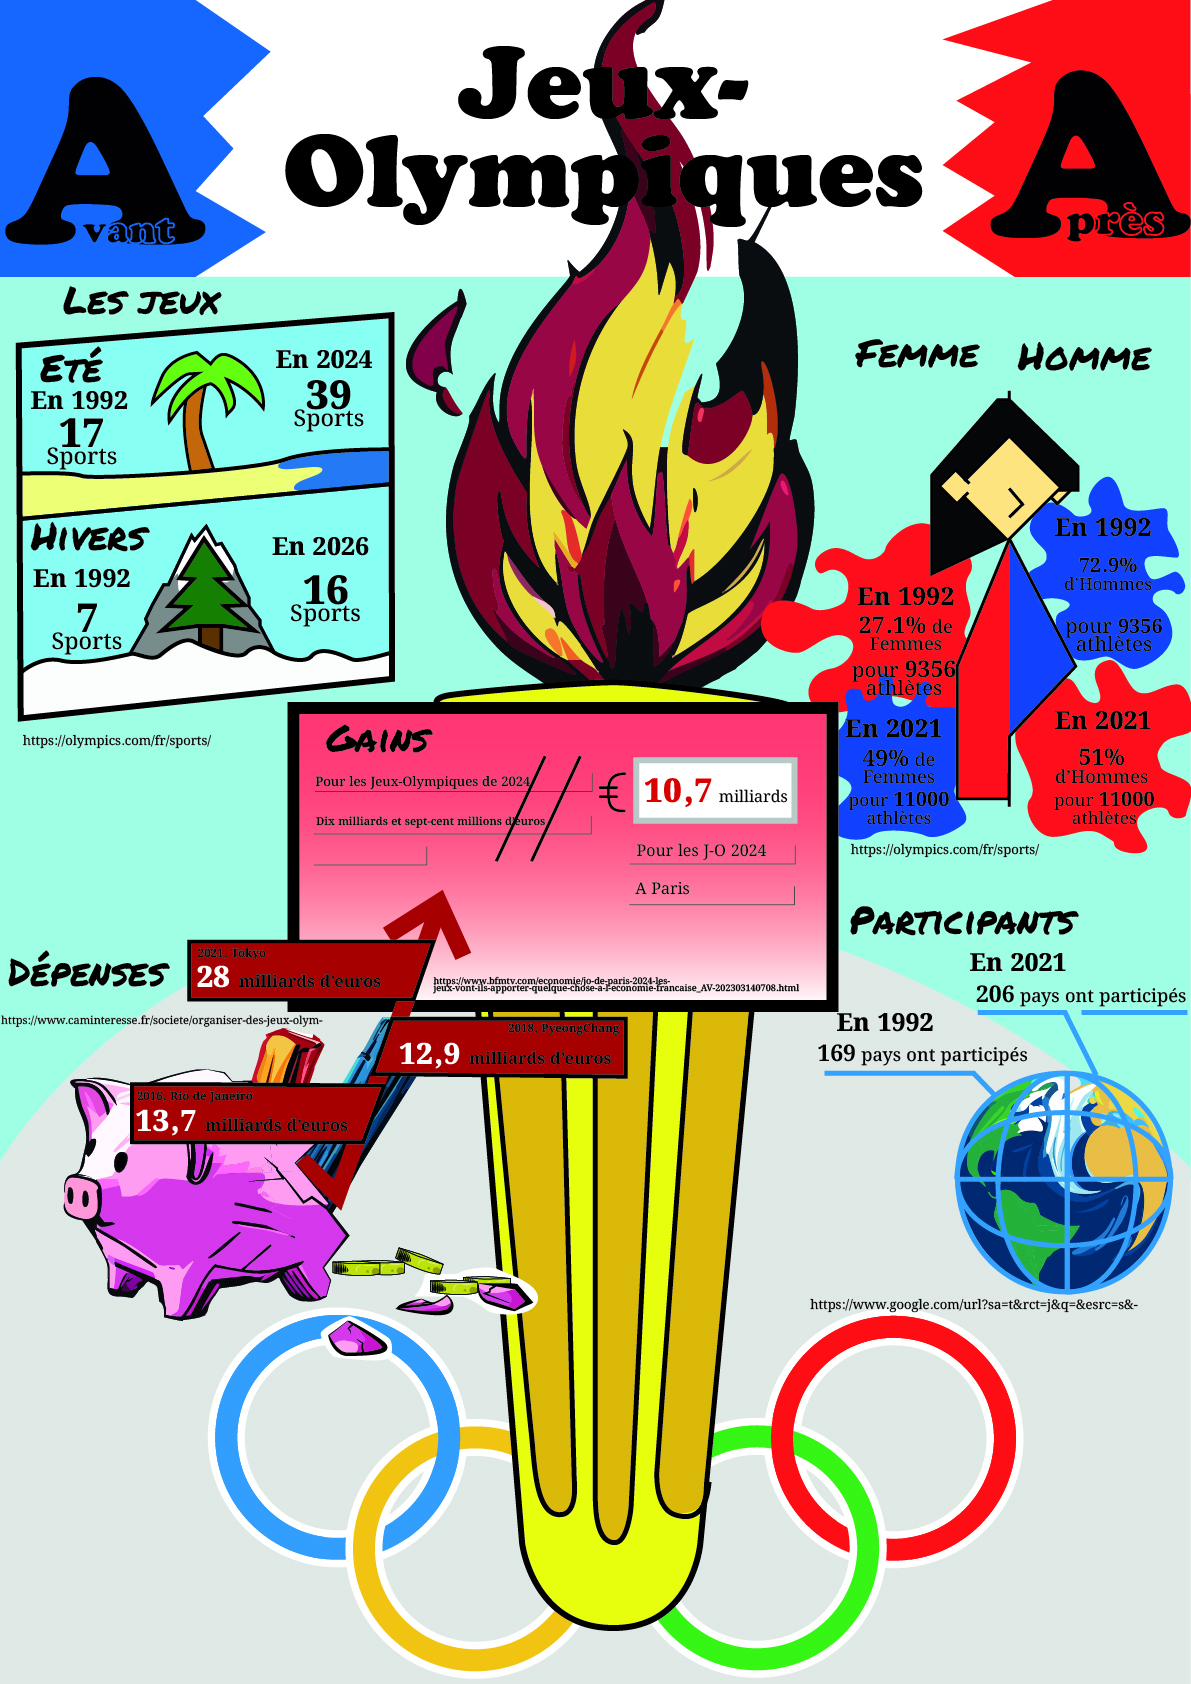 Jeux-
Olympiques
Avant
Après
Les jeux
Eté
En 1992
17
Sports
En 2024
39
Sports
Hivers
En 1992
7
Sports
En 2026
16
Sports
https://olympics.com/fr/sports/
Femme Homme
En 1992
72.9%
d'Hommes
pour 9356
athlètes
En 1992
27.1% de
Femmes
pour 9356
athlètes
En 2021
49% de
Femmes
pour 11000
athlètes
En 2021
51%
d'Hommes
pour 11000
athlètes
https://olympics.com/fr/sports/
Gains
Pour les Jeux-Olympiques de 2024
Dix milliards et sept-cent millions d'euros
€ 10,7 milliards
Pour les J-O 2024
A Paris
https://www.bfmtv.com/economie/jo-de-paris-2024-les-
jeux-vont-ils-apporter-quelque-chose-a-l-economie-francaise_AV-202303140708.html
Dépenses
2021, Tokyo
28 milliards d'euros
https://www.caminteresse.fr/societe/organiser-des-jeux-olym-
2018, PyeongChang
12,9 milliards d'euros
2016, Rio de Janeiro
13,7 milliards d'euros
Participants
En 2021
206 pays ont participés
En 1992
169 pays ont participés
https://www.google.com/url?sa=t&rct=j&q=&esrc=s&-